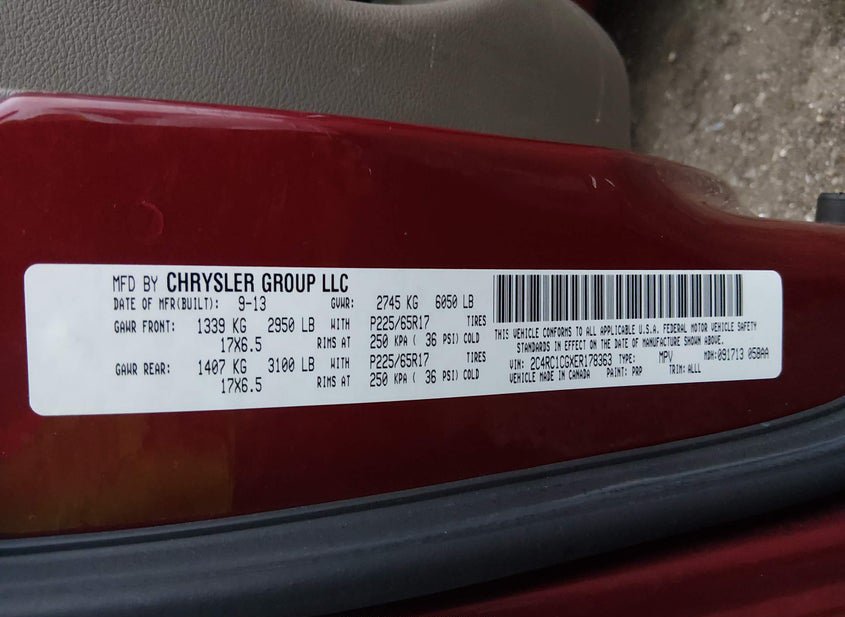 MFD BY CHRYSLER GROUP LLC
DATE OF MFR(BUILT): 9-13 GVWR: 2745 KG 6050 LB
GAWR FRONT: 1339 KG 2950 LB WITH P225/65R17 TIRES
17X6.5 RIMS AT 250 KPA ( 36 PSI) COLD
GAWR REAR: 1407 KG 3100 LB WITH P225/65R17 TIRES
17X6.5 RIMS AT 250 KPA ( 36 PSI) COLD
THIS VEHICLE CONFORMS TO ALL APPLICABLE U.S.A. FEDERAL MOTOR VEHICLE SAFETY
STANDARDS IN EFFECT ON THE DATE OF MANUFACTURE SHOWN ABOVE.
VIN: 2C4RC1CGXER178363 TYPE: MPV MDH: 091713 058AA
VEHICLE MADE IN CANADA PAINT: PRP TRIM: ALLL